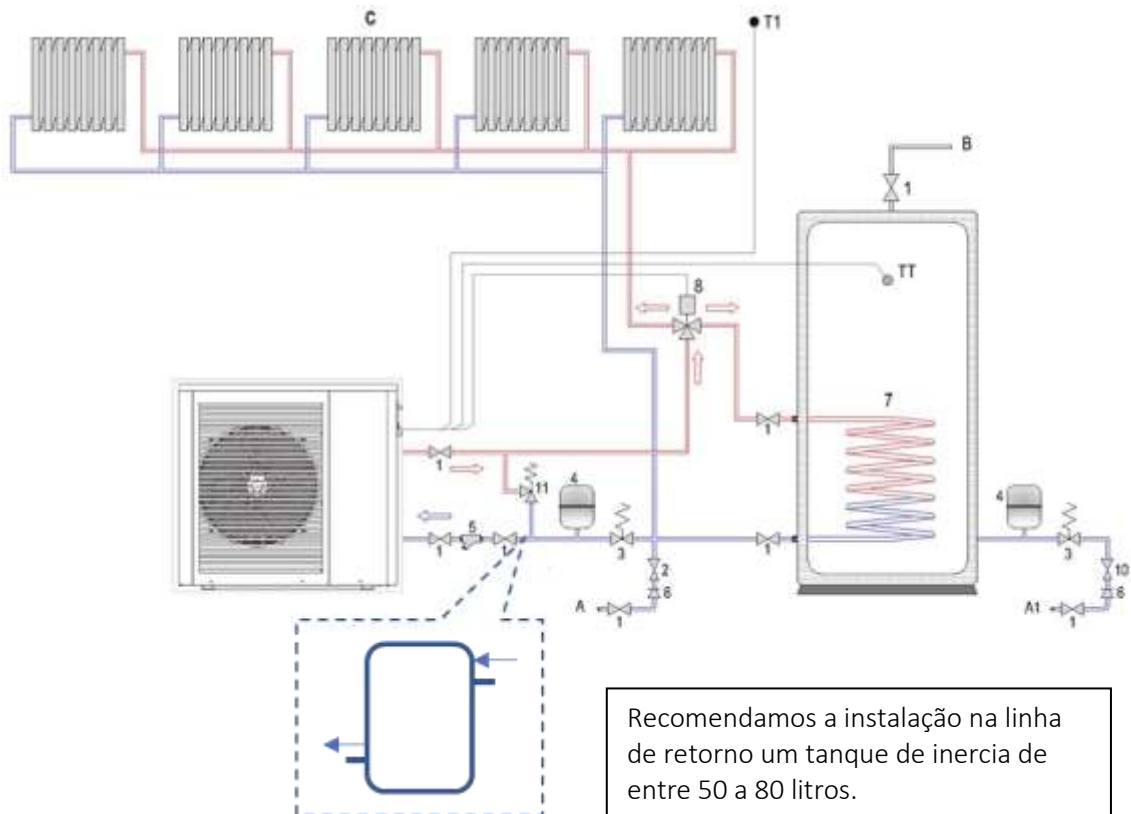 C
T1
B
1
TT
8
7
1
1
11
4
4
5
1
1
3
1
3
2
10
6
6
A
1
A1
1
Recomendamos a instalação na linha
de retorno um tanque de inercia de
entre 50 a 80 litros.